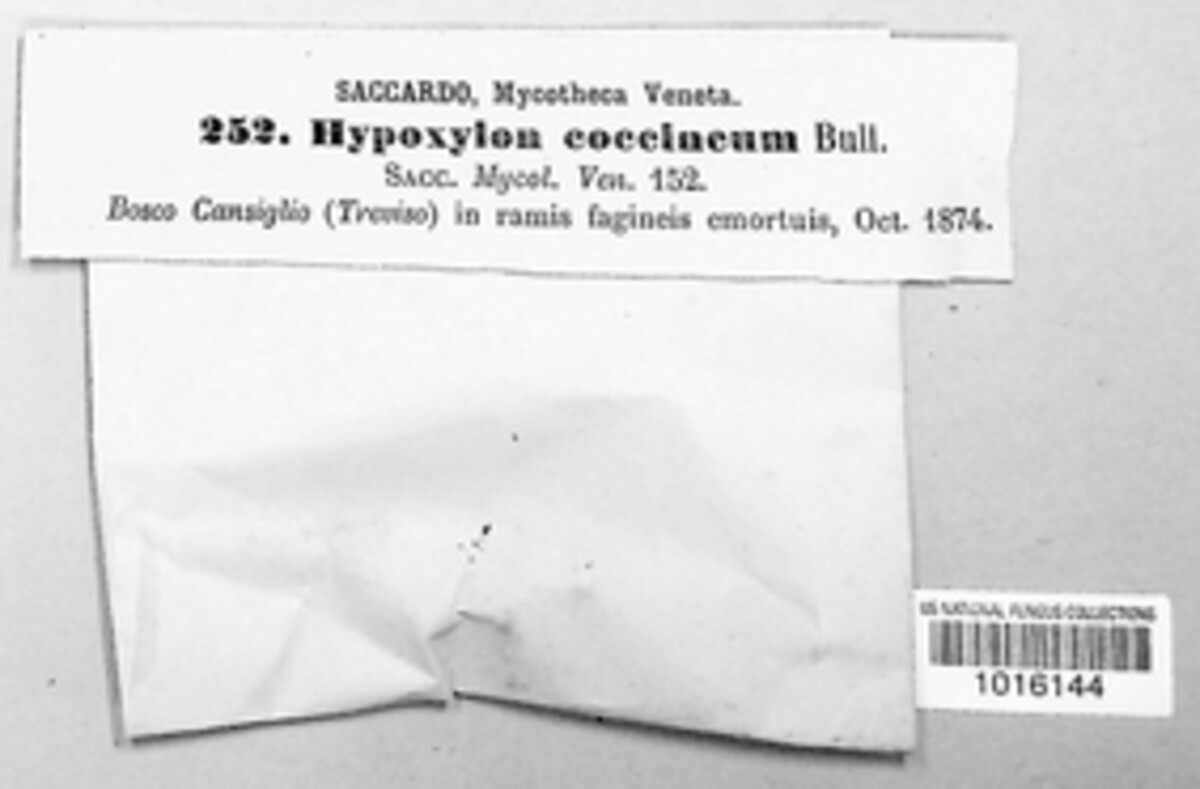 SACCARDO, Mycotheca Veneta.
252. Hypoxylon coccineum Bull.
SACC. Mycol. Ven. 152.
Bosco Cansiglio (Treviso) in ramis fagineis emortuis, Oct. 1874.
US NATIONAL FUNGUS COLLECTIONS
1016144